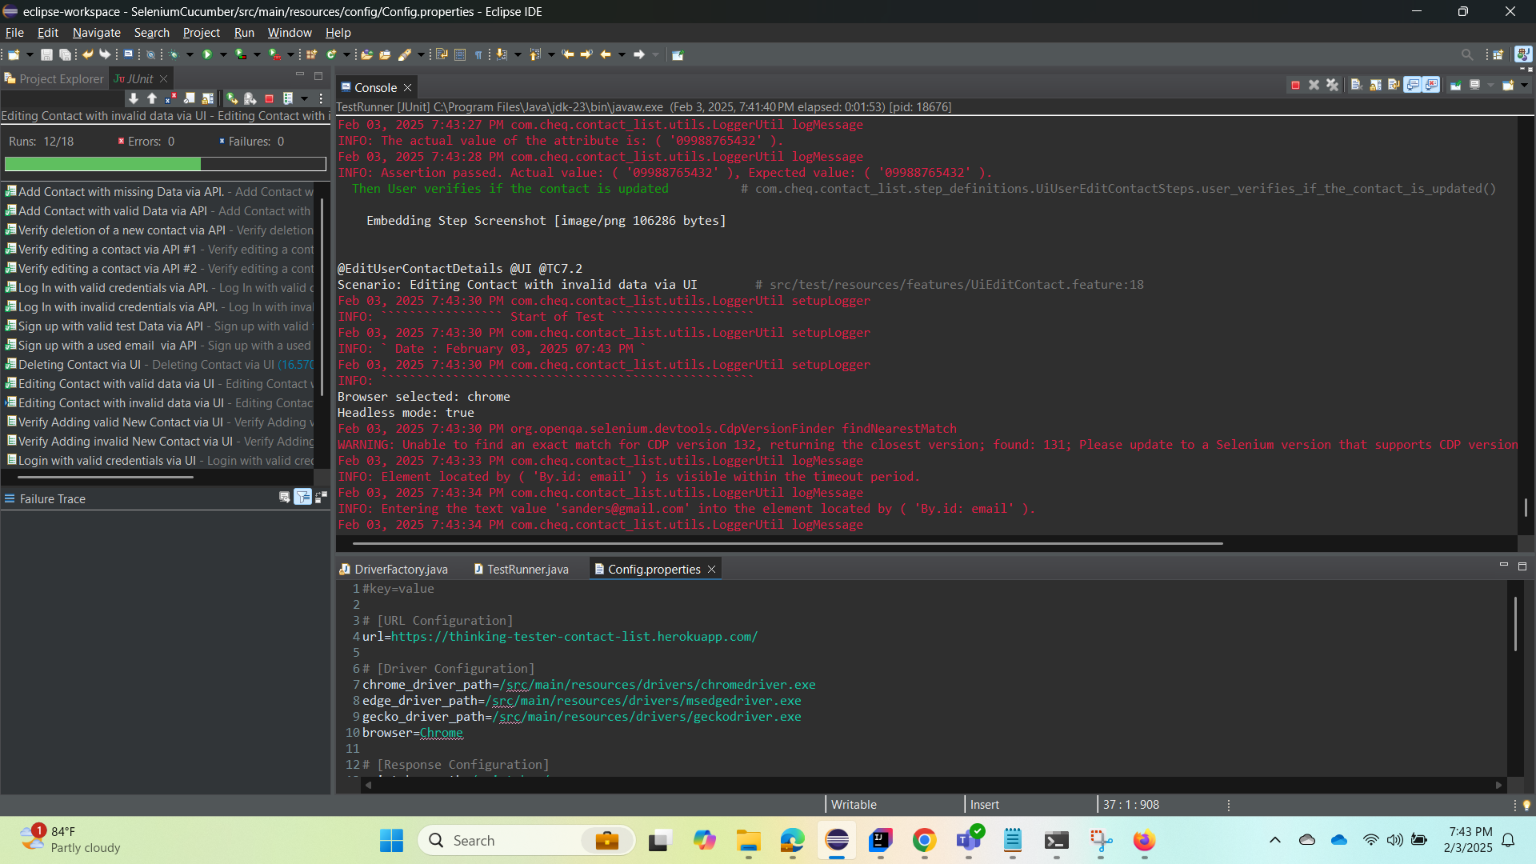 eclipse-workspace - SeleniumCucumber/src/main/resources/config/Config.properties - Eclipse IDE
File Edit Navigate Search Project Run Window Help
Project Explorer JUnit
Editing Contact with invalid data via UI - Editing Contact with i
Runs: 12/18 Errors: 0 Failures: 0
Add Contact with missing Data via API. - Add Contact w
Add Contact with valid Data via API - Add Contact with
Verify deletion of a new contact via API - Verify deletion
Verify editing a contact via API #1 - Verify editing a cont
Verify editing a contact via API #2 - Verify editing a cont
Log In with valid credentials via API. - Log In with valid c
Log In with invalid credentials via API. - Log In with inva
Sign up with valid test Data via API - Sign up with valid
Sign up with a used email  via API - Sign up with a used
Deleting Contact via UI - Deleting Contact via UI (16.570
Editing Contact with valid data via UI - Editing Contact
Editing Contact with invalid data via UI - Editing Contac
Verify Adding valid New Contact via UI - Verify Adding v
Verify Adding invalid New Contact via UI - Verify Adding
Login with valid credentials via UI - Login with valid cre
Failure Trace
Console
TestRunner [JUnit] C:\Program Files\Java\jdk-23\bin\javaw.exe (Feb 3, 2025, 7:41:40 PM elapsed: 0:01:53) [pid: 18676]
Feb 03, 2025 7:43:27 PM com.cheq.contact_list.utils.LoggerUtil logMessage
INFO: The actual value of the attribute is: ( '09988765432' ).
Feb 03, 2025 7:43:28 PM com.cheq.contact_list.utils.LoggerUtil logMessage
INFO: Assertion passed. Actual value: ( '09988765432' ), Expected value: ( '09988765432' ).
Then User verifies if the contact is updated # com.cheq.contact_list.step_definitions.UiUserEditContactSteps.user_verifies_if_the_contact_is_updated()
Embedding Step Screenshot [image/png 106286 bytes]
@EditUserContactDetails @UI @TC7.2
Scenario: Editing Contact with invalid data via UI # src/test/resources/features/UiEditContact.feature:18
Feb 03, 2025 7:43:30 PM com.cheq.contact_list.utils.LoggerUtil setupLogger
INFO: ````````````````` Start of Test ````````````````````
Feb 03, 2025 7:43:30 PM com.cheq.contact_list.utils.LoggerUtil setupLogger
INFO: ` Date : February 03, 2025 07:43 PM `
Feb 03, 2025 7:43:30 PM com.cheq.contact_list.utils.LoggerUtil setupLogger
INFO: ````````````````````````````````````````````````````
Browser selected: chrome
Headless mode: true
Feb 03, 2025 7:43:30 PM org.openqa.selenium.devtools.CdpVersionFinder findNearestMatch
WARNING: Unable to find an exact match for CDP version 132, returning the closest version; found: 131; Please update to a Selenium version that supports CDP version
Feb 03, 2025 7:43:33 PM com.cheq.contact_list.utils.LoggerUtil logMessage
INFO: Element located by ( 'By.id: email' ) is visible within the timeout period.
Feb 03, 2025 7:43:34 PM com.cheq.contact_list.utils.LoggerUtil logMessage
INFO: Entering the text value 'sanders@gmail.com' into the element located by ( 'By.id: email' ).
Feb 03, 2025 7:43:34 PM com.cheq.contact_list.utils.LoggerUtil logMessage
DriverFactory.java TestRunner.java Config.properties
1 #key=value
2
3 # [URL Configuration]
4 url=https://thinking-tester-contact-list.herokuapp.com/
5
6 # [Driver Configuration]
7 chrome_driver_path=/src/main/resources/drivers/chromedriver.exe
8 edge_driver_path=/src/main/resources/drivers/msedgedriver.exe
9 gecko_driver_path=/src/main/resources/drivers/geckodriver.exe
10 browser=Chrome
11
12 # [Response Configuration]
Writable Insert 37 : 1 : 908
1 84°F
Partly cloudy
Search
7:43 PM
2/3/2025